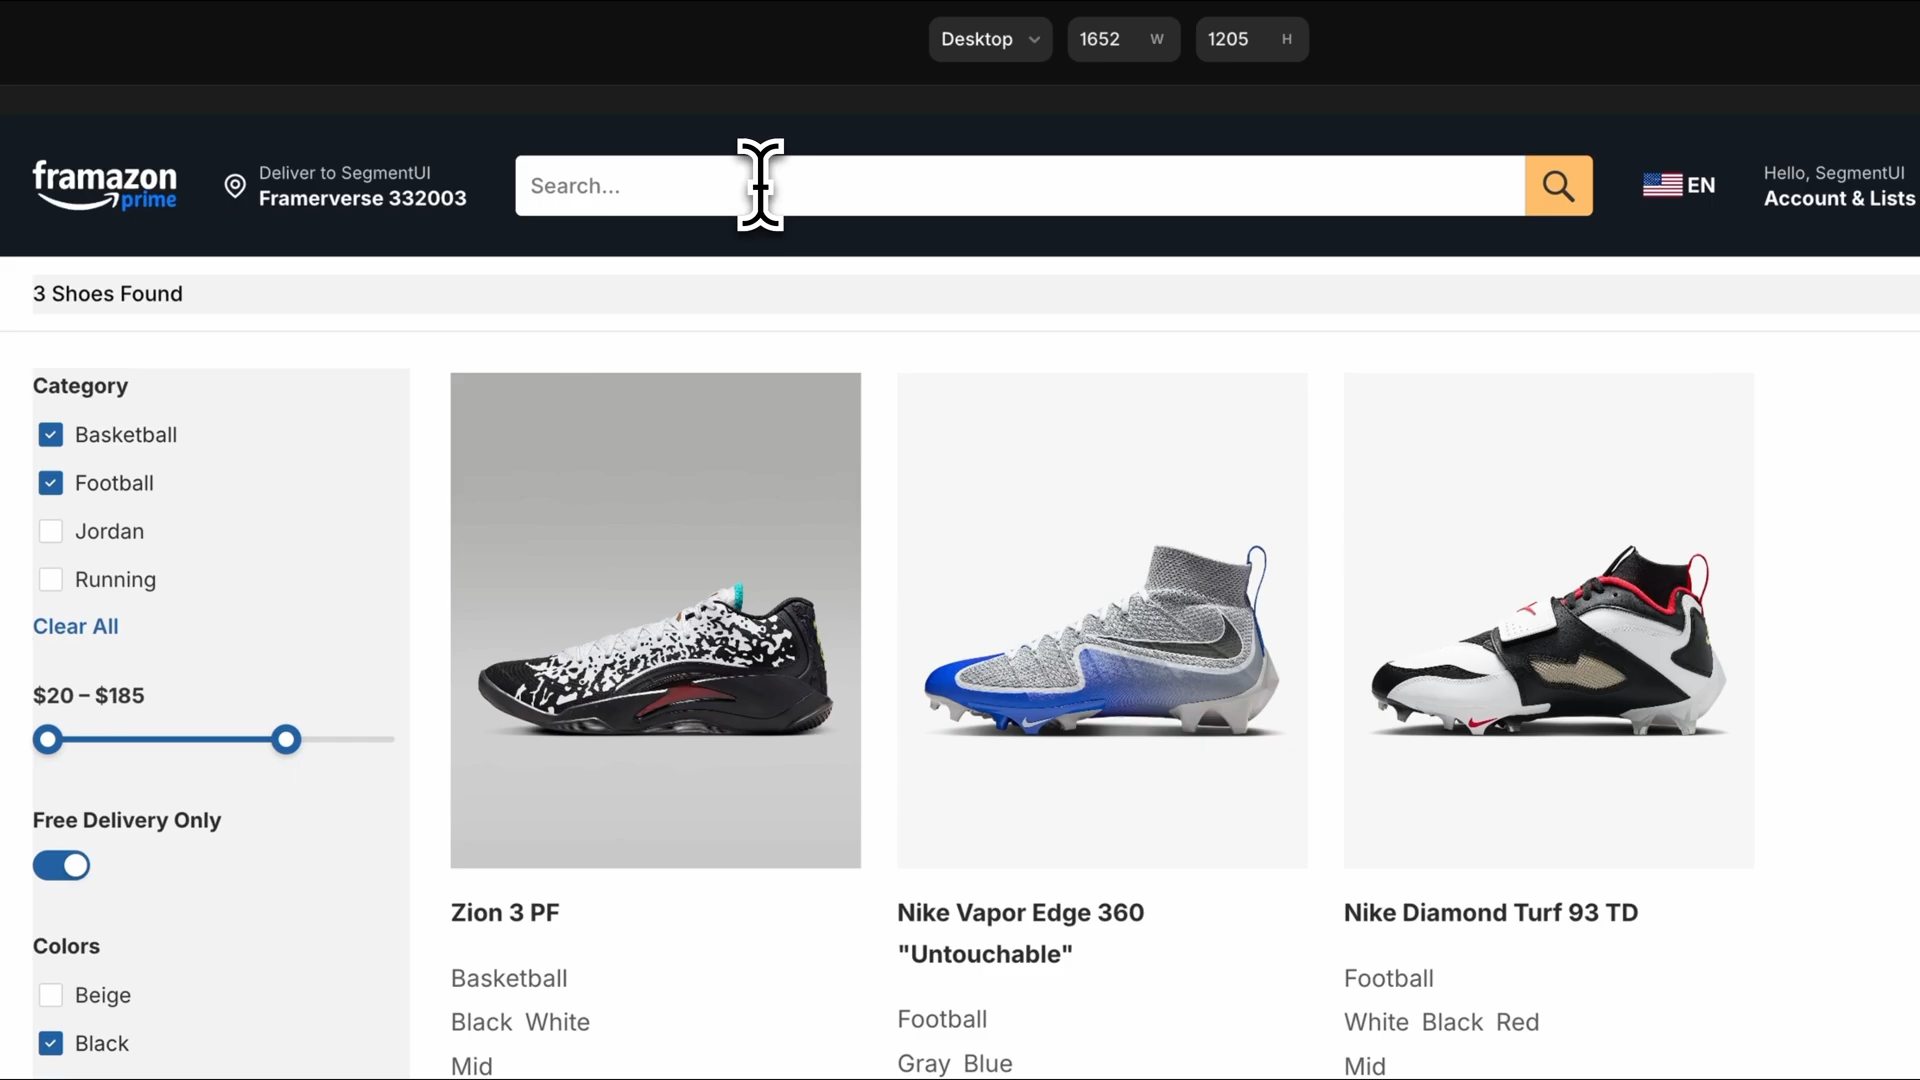 Desktop 1652 W 1205 H
framazon
prime
Deliver to SegmentUI
Framerverse 332003
Search...
EN
Hello, SegmentUI
Account & Lists
3 Shoes Found
Category
Basketball
Football
Jordan
Running
Clear All
$20 – $185
Free Delivery Only
Colors
Beige
Black
Zion 3 PF
Basketball
Black White
Mid
Nike Vapor Edge 360
"Untouchable"
Football
Gray Blue
Nike Diamond Turf 93 TD
Football
White Black Red
Mid